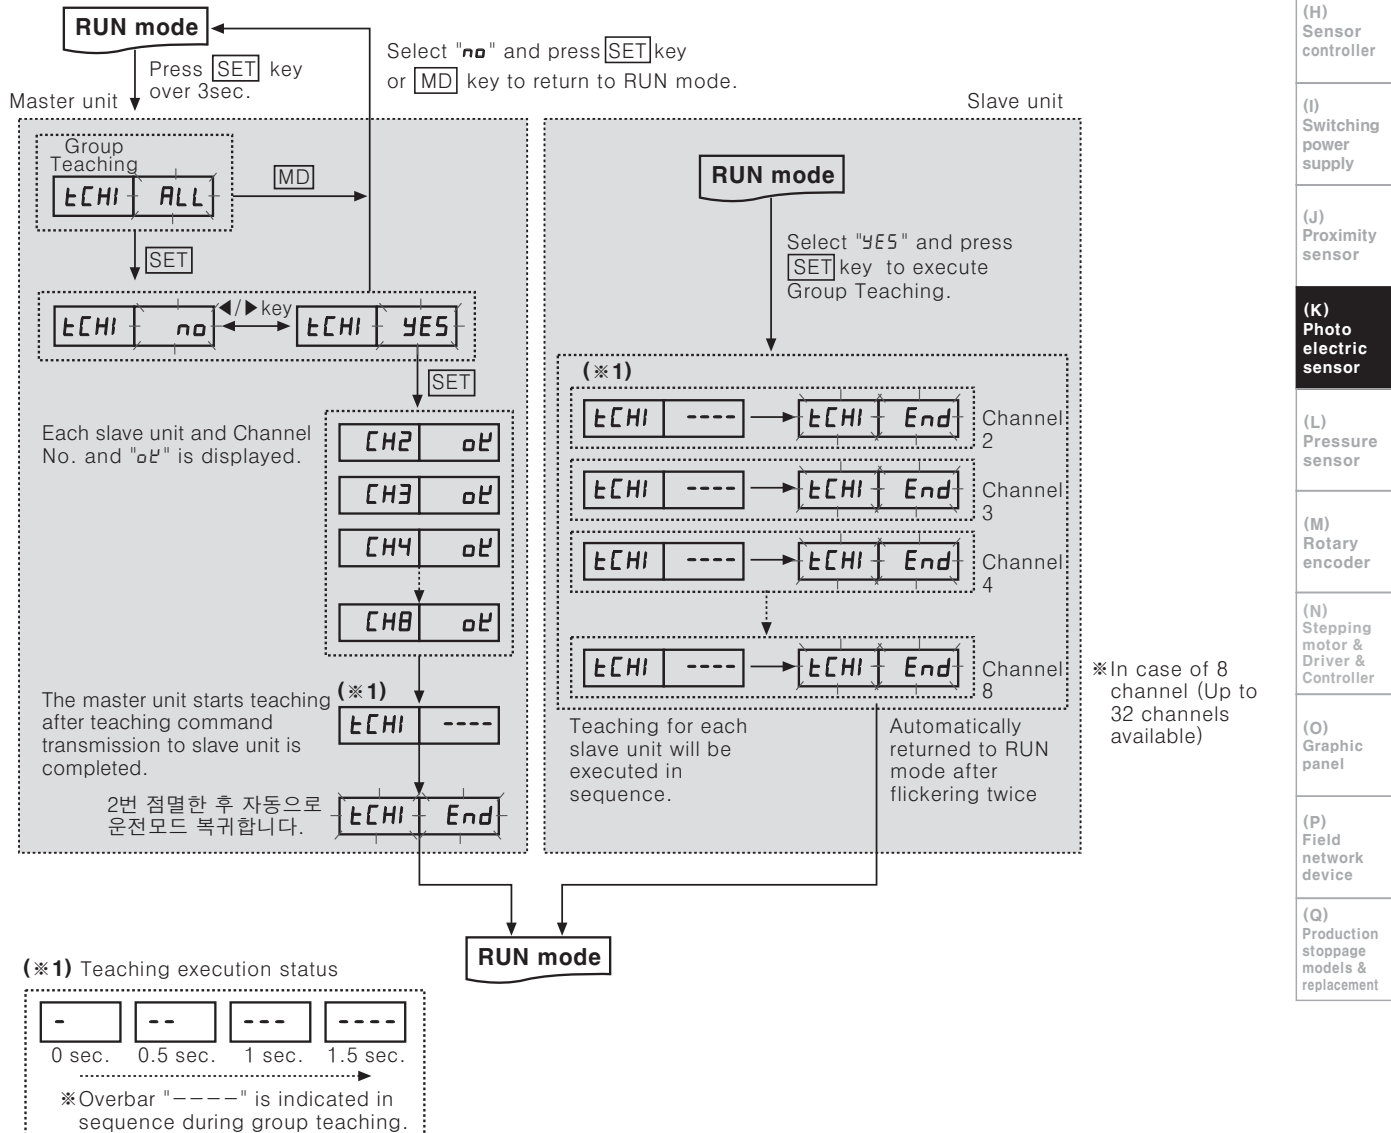 RUN mode
Press SET key
over 3sec.
Select "no" and press SET key
or MD key to return to RUN mode.
Master unit
Slave unit
Group
Teaching
tCH1 ALL
MD
SET
tCH1 no
◀/▶ key
tCH1 YES
SET
Each slave unit and Channel
No. and "oK" is displayed.
CH2 oK
CH3 oK
CH4 oK
CH8 oK
The master unit starts teaching
after teaching command
transmission to slave unit is
completed.
(※1)
tCH1 ----
2번 점멸한 후 자동으로
운전모드 복귀합니다.
tCH1 End
RUN mode
Select "YES" and press
SET key to execute
Group Teaching.
(※1)
tCH1 ---- tCH1 End Channel
2
tCH1 ---- tCH1 End Channel
3
tCH1 ---- tCH1 End Channel
4
tCH1 ---- tCH1 End Channel
8
Teaching for each
slave unit will be
executed in
sequence.
Automatically
returned to RUN
mode after
flickering twice
※In case of 8
channel (Up to
32 channels
available)
RUN mode
(※1) Teaching execution status
- -- --- ----
0 sec. 0.5 sec. 1 sec. 1.5 sec.
※Overbar "----" is indicated in
sequence during group teaching.
(H)
Sensor
controller
(I)
Switching
power
supply
(J)
Proximity
sensor
(K)
Photo
electric
sensor
(L)
Pressure
sensor
(M)
Rotary
encoder
(N)
Stepping
motor &
Driver &
Controller
(O)
Graphic
panel
(P)
Field
network
device
(Q)
Production
stoppage
models &
replacement